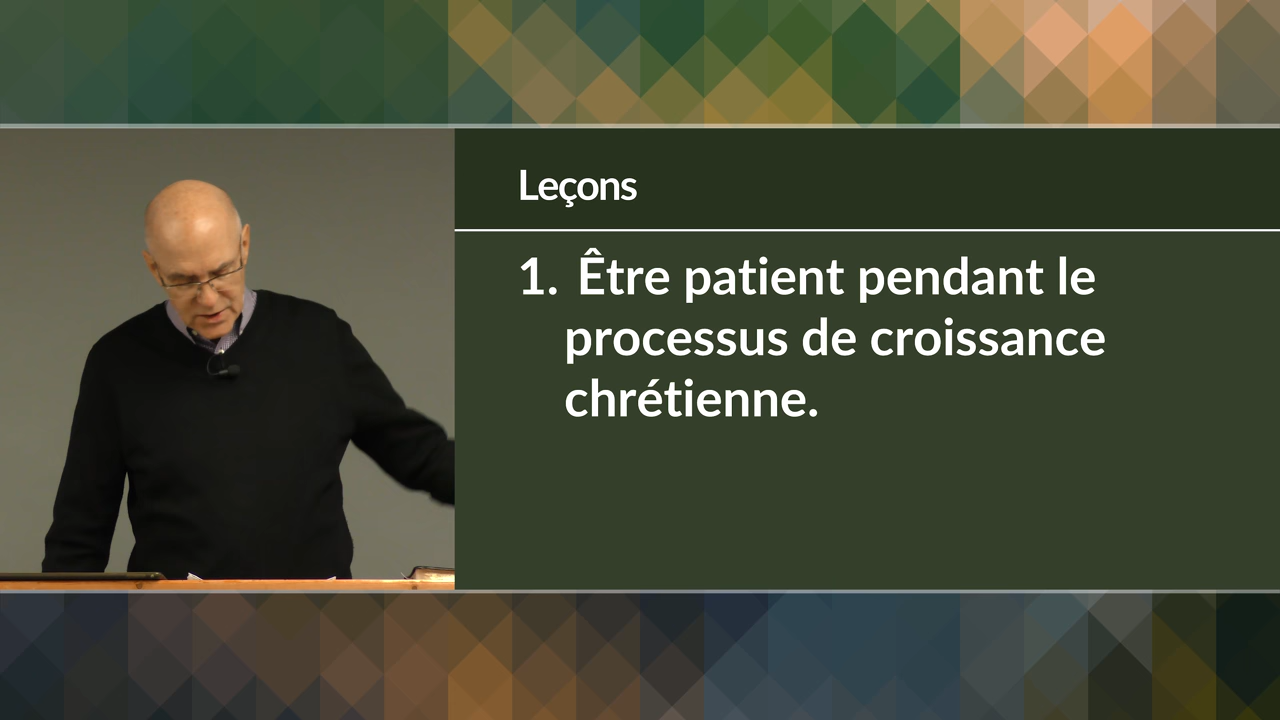 Leçons
1. Être patient pendant le
processus de croissance
chrétienne.